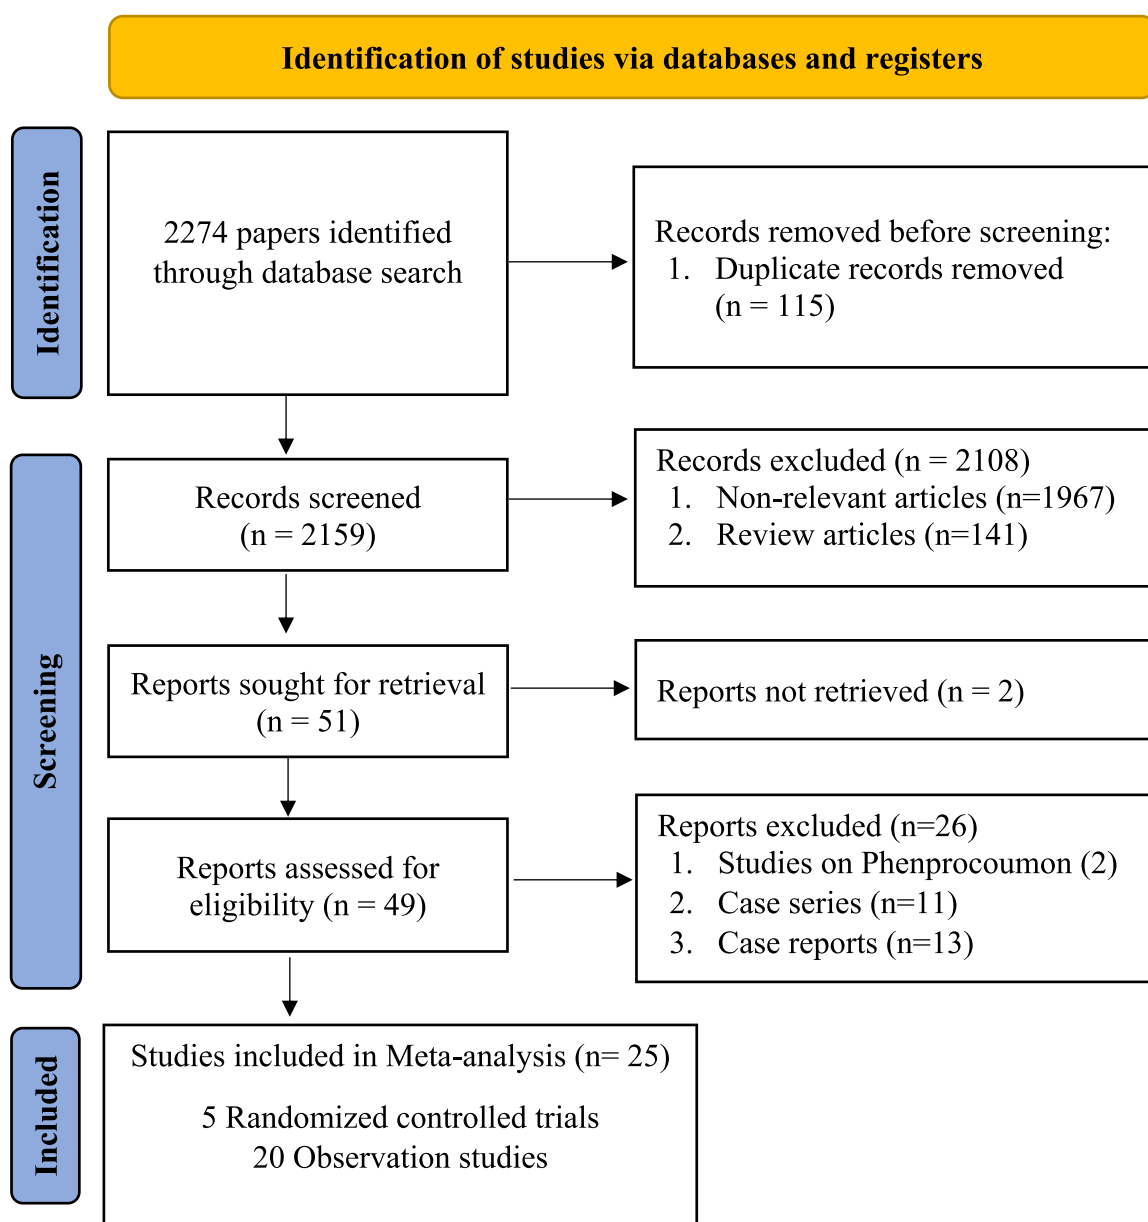 Identification of studies via databases and registers
Identification
2274 papers identified
through database search
Records removed before screening:
1. Duplicate records removed
(n = 115)
Screening
Records screened
(n = 2159)
Records excluded (n = 2108)
1. Non-relevant articles (n=1967)
2. Review articles (n=141)
Reports sought for retrieval
(n = 51)
Reports not retrieved (n = 2)
Reports assessed for
eligibility (n = 49)
Reports excluded (n=26)
1. Studies on Phenprocoumon (2)
2. Case series (n=11)
3. Case reports (n=13)
Included
Studies included in Meta-analysis (n= 25)
5 Randomized controlled trials
20 Observation studies